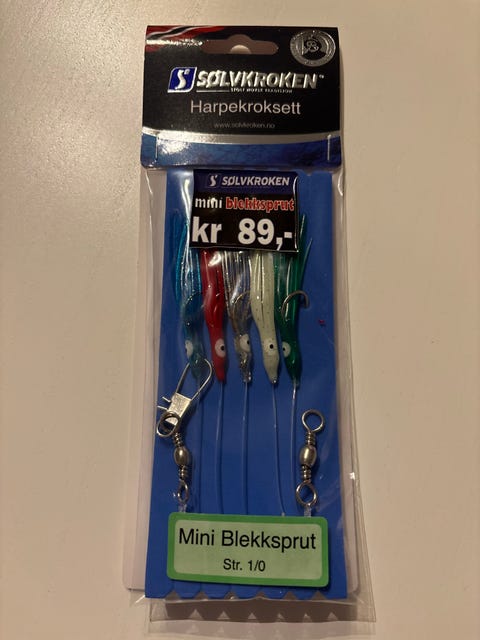 SØLVKROKEN
SPORT WORLD TRADITION
Harpekroksett
www.solvkroken.no
SØLVKROKEN
mini blekksprut
kr 89,-
Mini Blekksprut
Str. 1/0